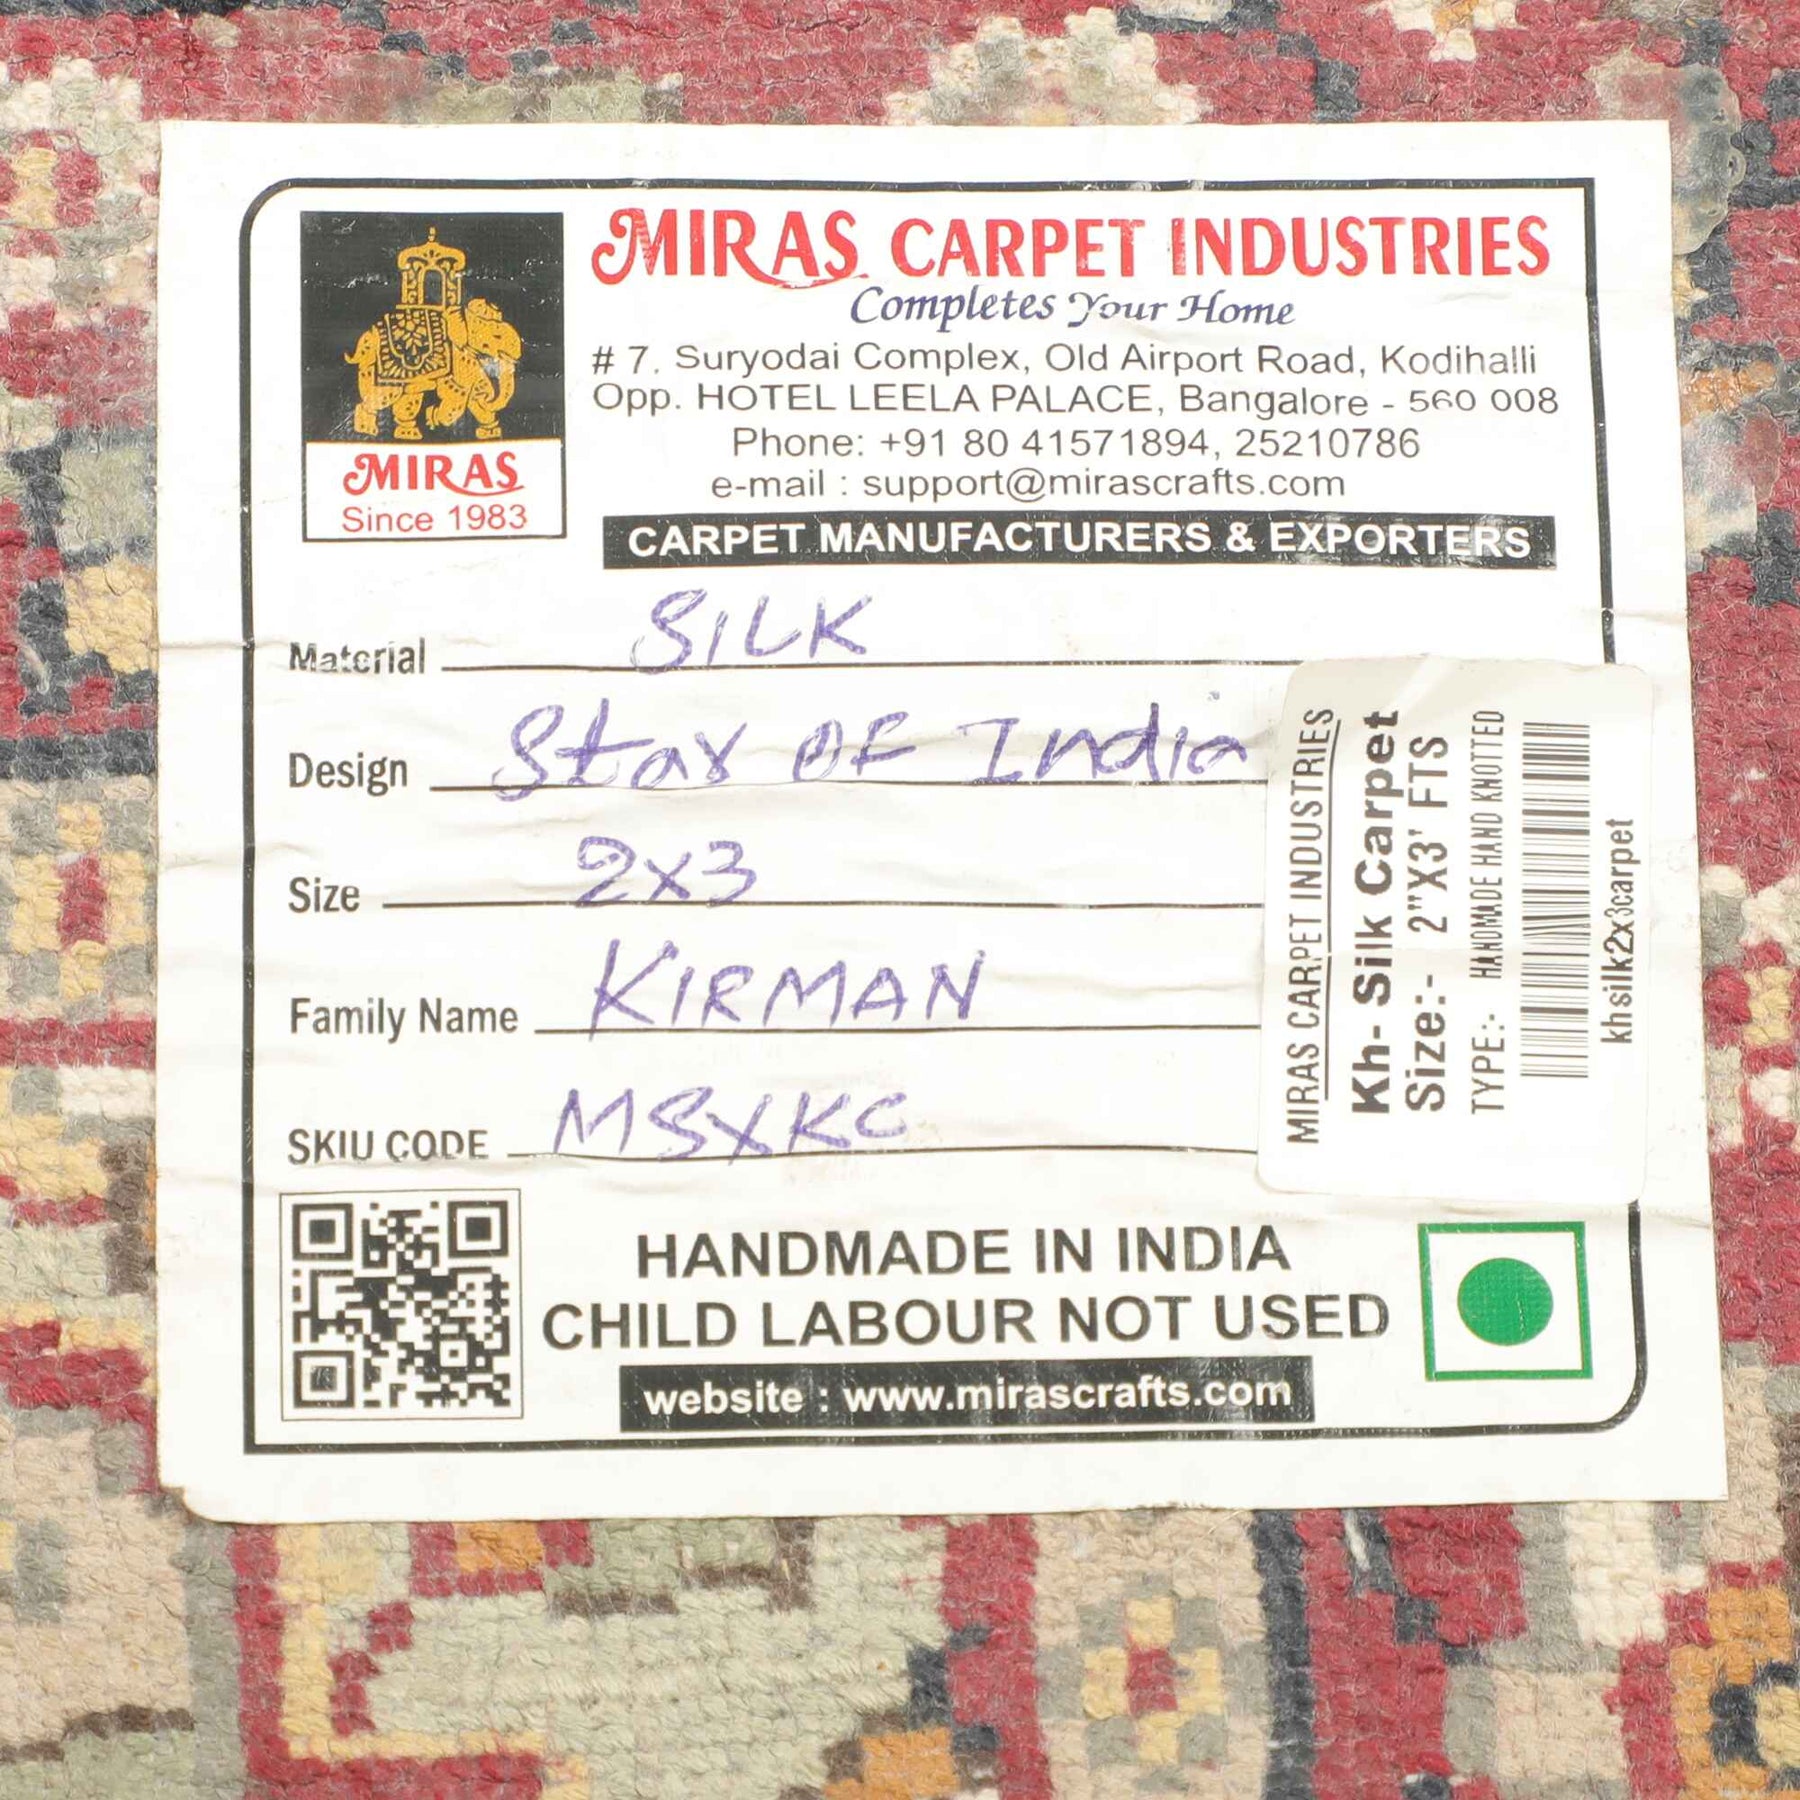 MIRAS CARPET INDUSTRIES
Completes Your Home
# 7, Suryodai Complex, Old Airport Road, Kodihalli
Opp. HOTEL LEELA PALACE, Bangalore - 560 008
Phone: +91 80 41571894, 25210786
e-mail : support@mirascrafts.com
CARPET MANUFACTURERS & EXPORTERS
MIRAS
Since 1983
Material SILK
Design Star OF India
Size 2x3
Family Name KIRMAN
SKIU CODE MSXKC
MIRAS CARPET INDUSTRIES
Kh- Silk Carpet
Size:- 2"X3' FTS
TYPE:- HANDMADE HAND KNOTTED
khsilk2x3carpet
HANDMADE IN INDIA
CHILD LABOUR NOT USED
website : www.mirascrafts.com